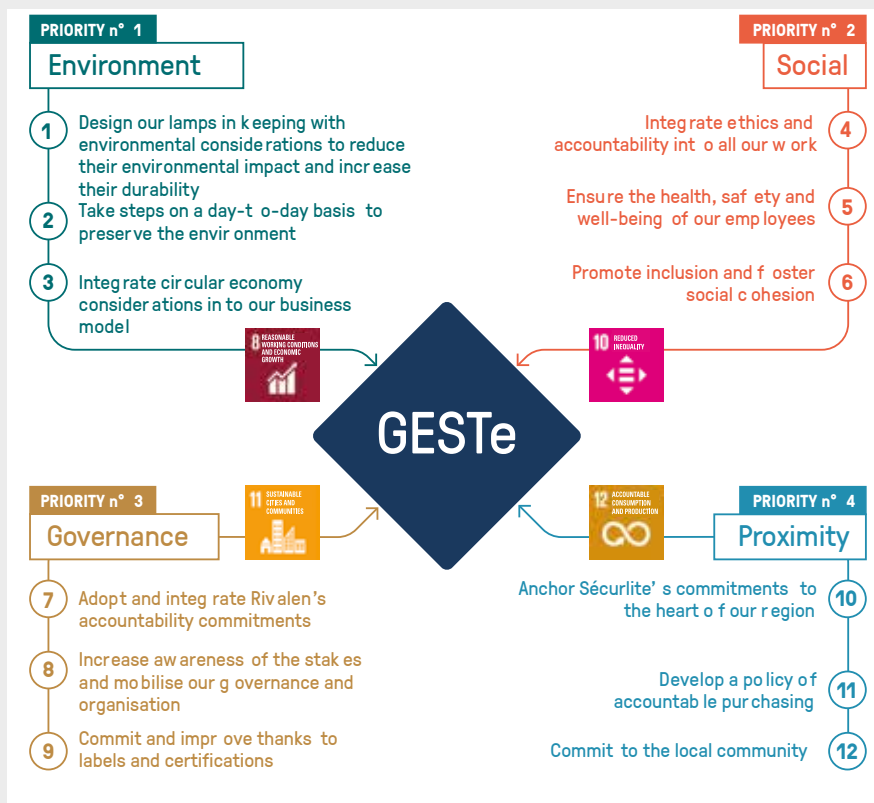 PRIORITY n° 1
Environment
1 Design our lamps in keeping with
environmental considerations to reduce
their environmental impact and increase
their durability
2 Take steps on a day-to-day basis to
preserve the environment
3 Integrate circular economy
considerations in to our business
model
8 REASONABLE
WORKING CONDITIONS
AND ECONOMIC
GROWTH
PRIORITY n° 2
Social
Integrate ethics and 4
accountability into all our work
Ensure the health, safety and 5
well-being of our employees
Promote inclusion and foster 6
social cohesion
10 REDUCED
INEQUALITY
GESTe
PRIORITY n° 3
Governance
11 SUSTAINABLE
CITIES AND
COMMUNITIES
7 Adopt and integrate Rivalen's
accountability commitments
8 Increase awareness of the stakes
and mobilise our governance and
organisation
9 Commit and improve thanks to
labels and certifications
12 ACCOUNTABLE
CONSUMPTION
AND PRODUCTION
PRIORITY n° 4
Proximity
Anchor Sécurlite's commitments to 10
the heart of our region
Develop a policy of 11
accountable purchasing
Commit to the local community 12